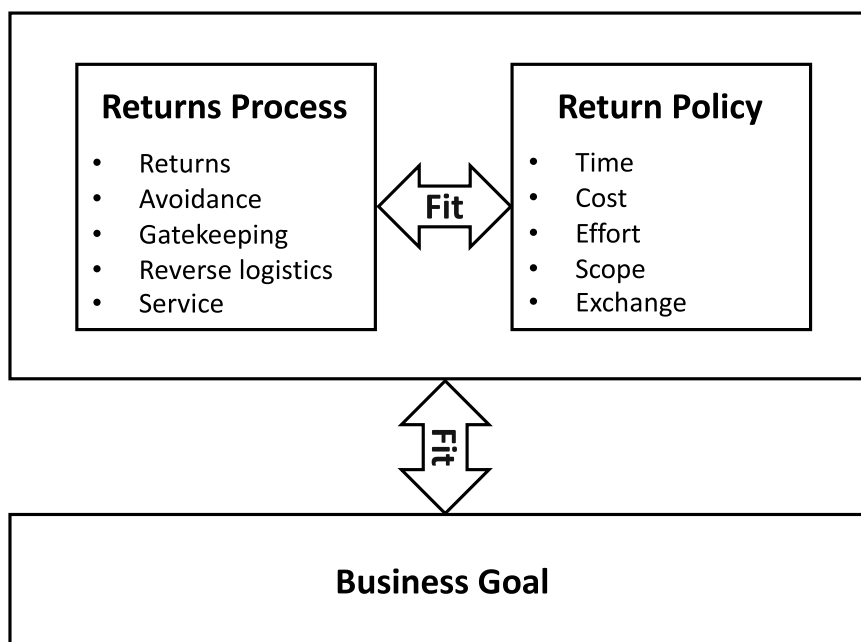 Returns Process
• Returns
• Avoidance
• Gatekeeping
• Reverse logistics
• Service
Fit
Return Policy
• Time
• Cost
• Effort
• Scope
• Exchange
Fit
Business Goal